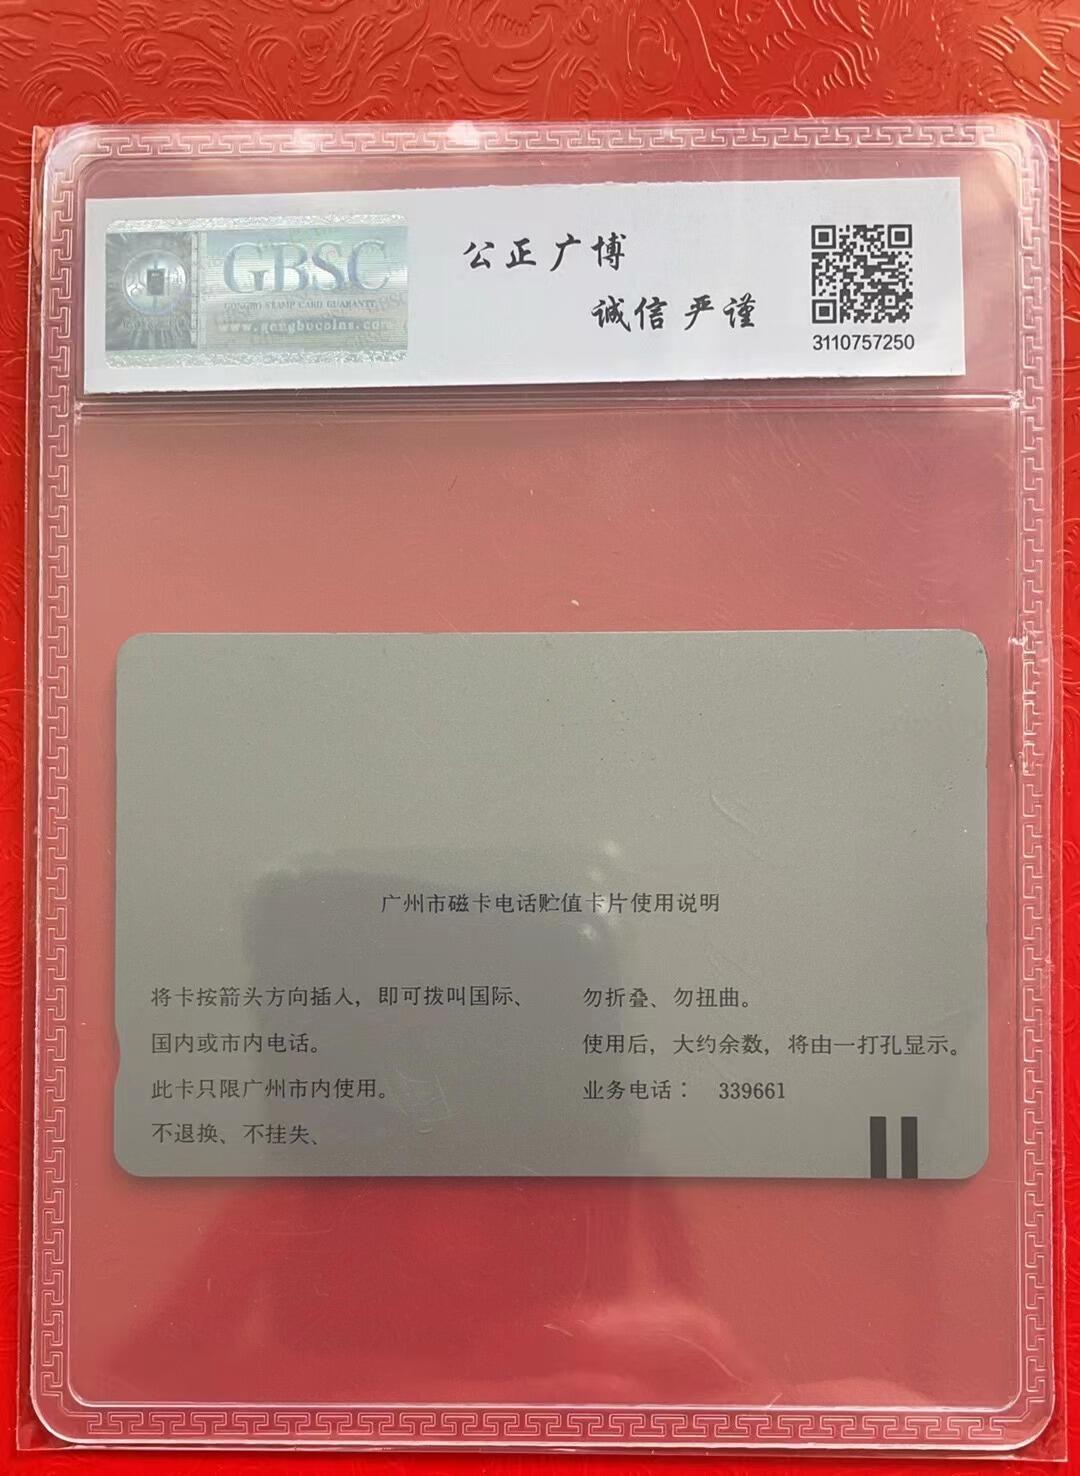 GBSC
GONGBO STAMP CARD GUARANTY
www.gongbocoins.com
公正广博
诚信严谨
3110757250
广州市磁卡电话贮值卡片使用说明
将卡按箭头方向插入，即可拨叫国际、
国内或市内电话。
此卡只限广州市内使用。
不退换、不挂失、
勿折叠、勿扭曲。
使用后，大约余数，将由一打孔显示。
业务电话： 339661